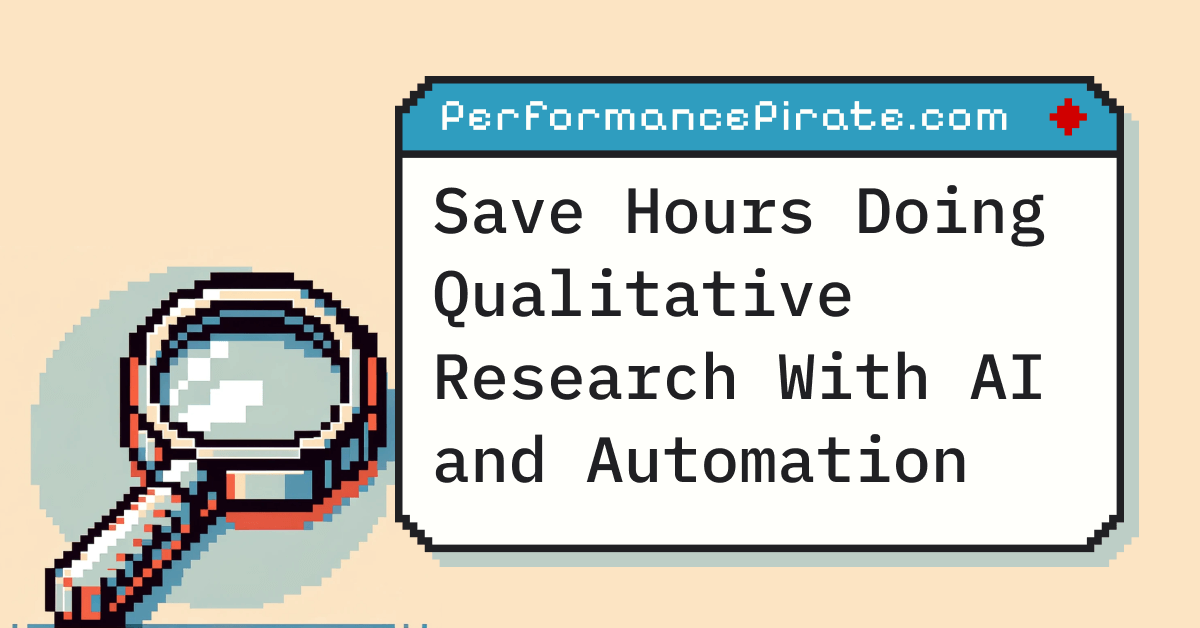 PerformancePirate.com
Save Hours Doing
Qualitative
Research With AI
and Automation